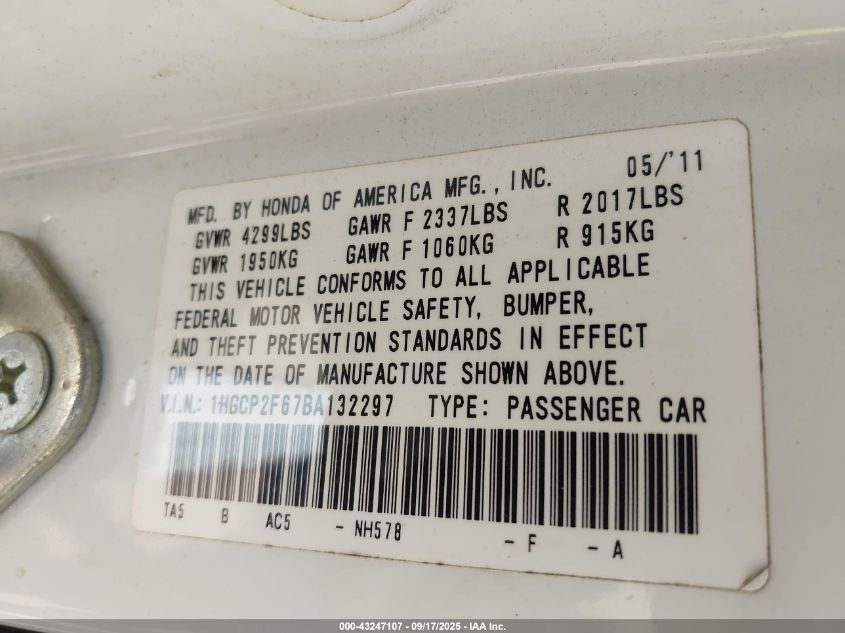 MFD. BY HONDA OF AMERICA MFG., INC. 05/'11
GVWR 4299LBS GAWR F 2337LBS R 2017LBS
GVWR 1950KG GAWR F 1060KG R 915KG
THIS VEHICLE CONFORMS TO ALL APPLICABLE
FEDERAL MOTOR VEHICLE SAFETY, BUMPER,
AND THEFT PREVENTION STANDARDS IN EFFECT
ON THE DATE OF MANUFACTURE SHOWN ABOVE.
V.I.N.: 1HGCP2F67BA132297 TYPE: PASSENGER CAR
TA5 B AC5 - NH578 - F - A
000-43247107 - 09/17/2025 - IAA Inc.